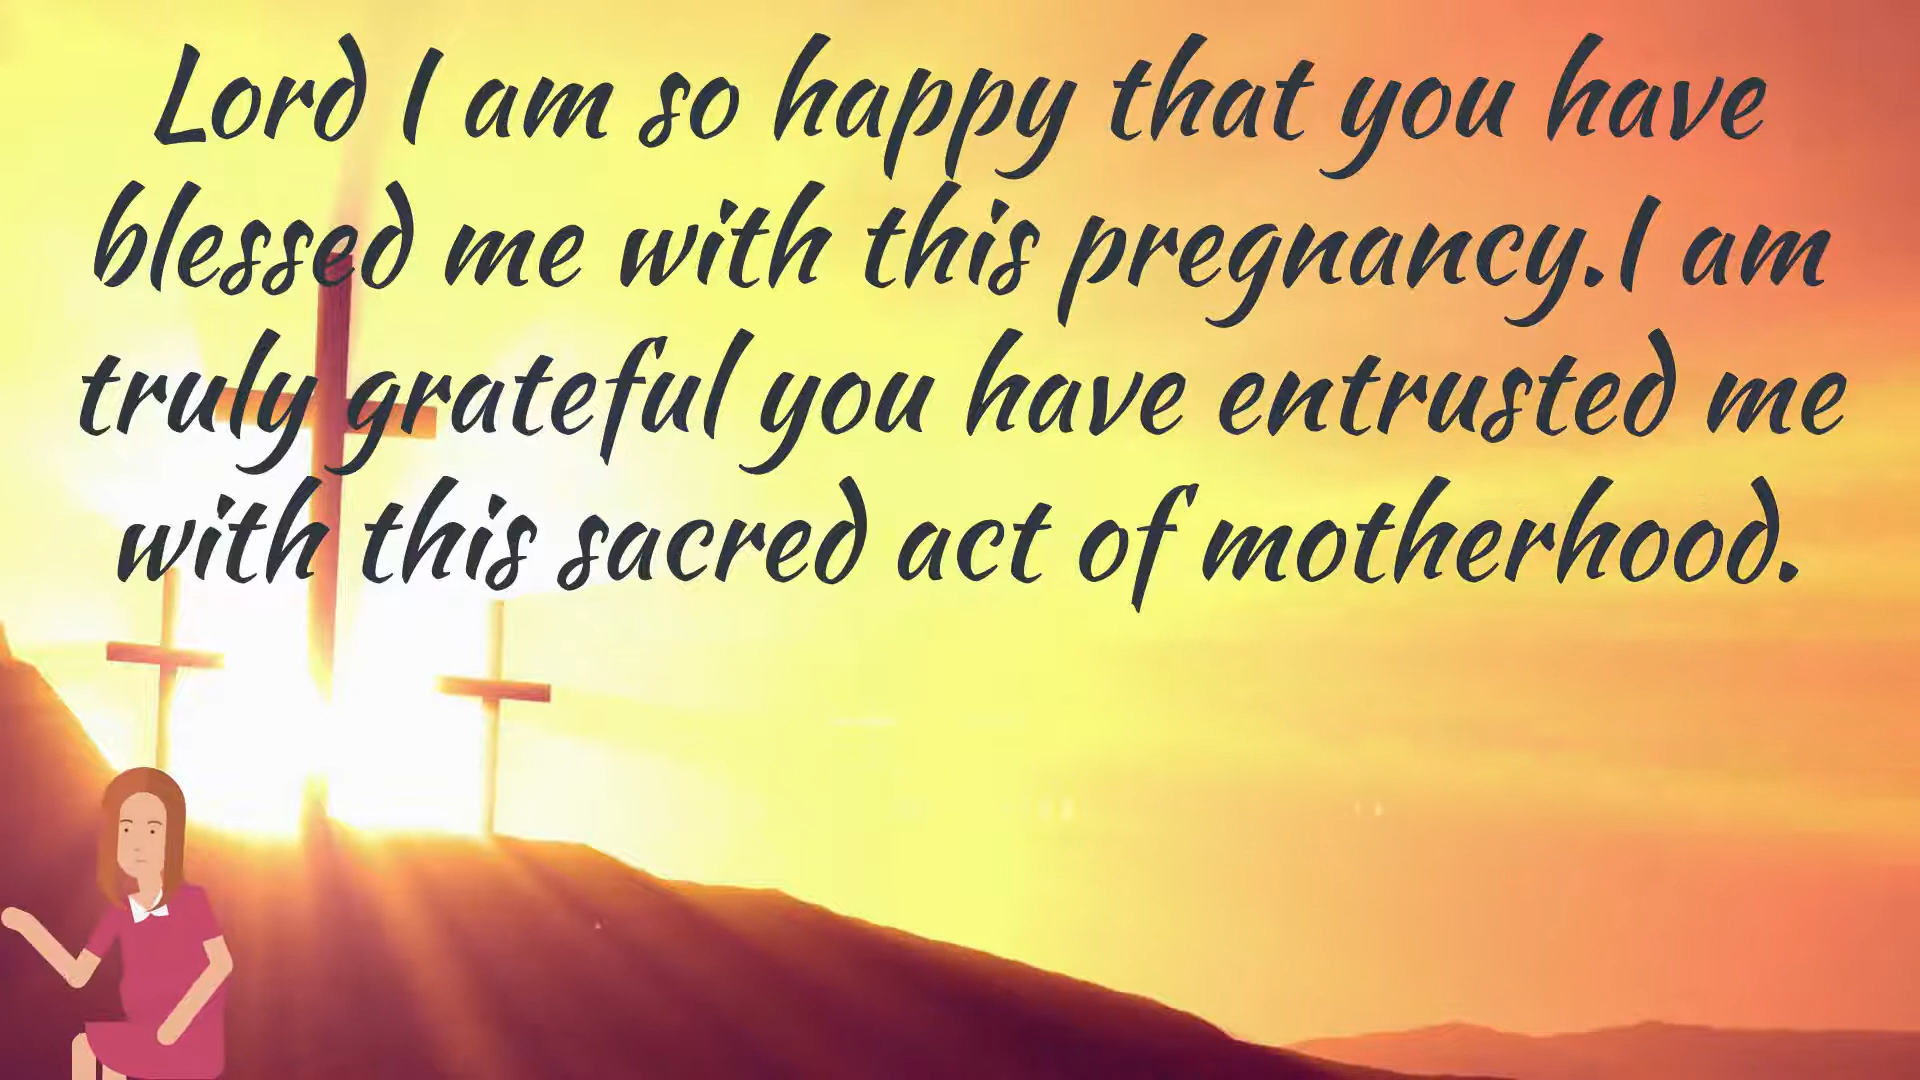 Lord I am so happy that you have
blessed me with this pregnancy.I am
truly grateful you have entrusted me
with this sacred act of motherhood.